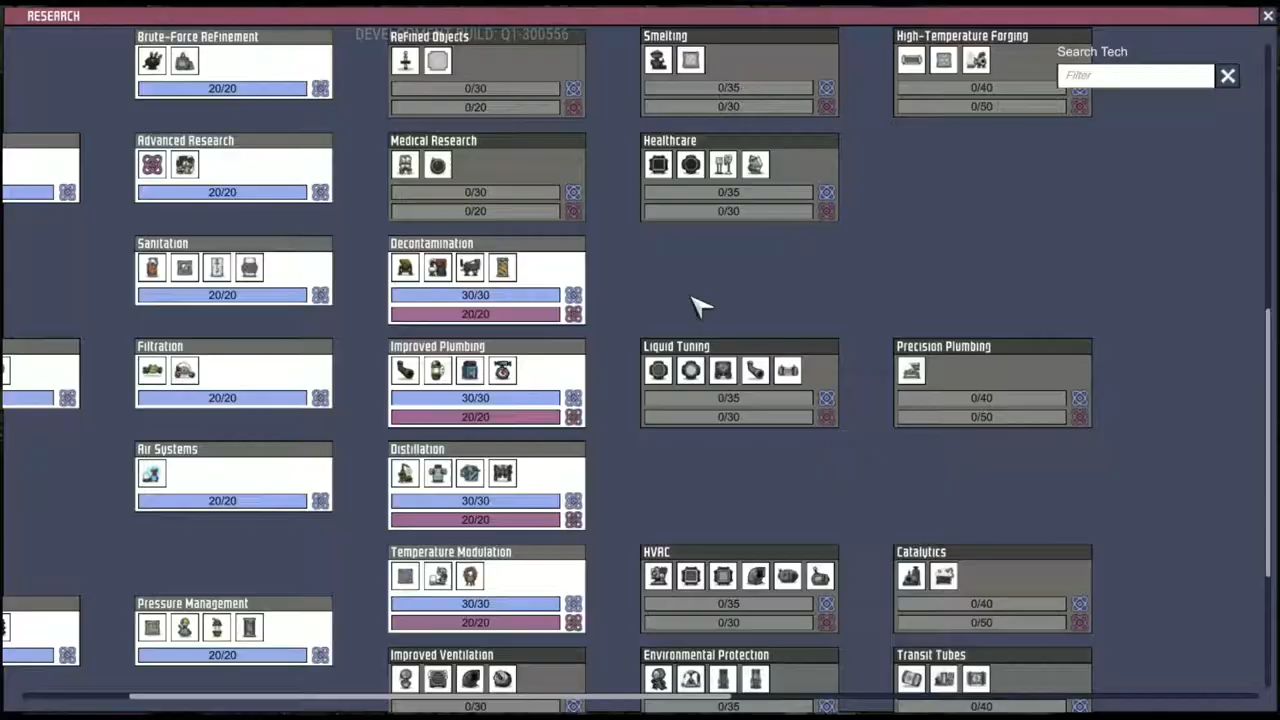 RESEARCH
DEVELOPMENT BUILD: Q1-300556
Brute-Force Refinement
Refined Objects
Smelting
High-Temperature Forging
Search Tech
Filter
20/20
0/30
0/20
0/35
0/30
0/40
0/50
Advanced Research
Medical Research
Healthcare
20/20
0/30
0/20
0/35
0/30
Sanitation
Decontamination
20/20
30/30
20/20
Filtration
Improved Plumbing
Liquid Tuning
Precision Plumbing
20/20
30/30
20/20
0/35
0/30
0/40
0/50
Air Systems
Distillation
20/20
30/30
20/20
Temperature Modulation
HVAC
Catalytics
30/30
20/20
0/35
0/30
0/40
0/50
Pressure Management
20/20
Improved Ventilation
Environmental Protection
Transit Tubes
0/30
0/35
0/40